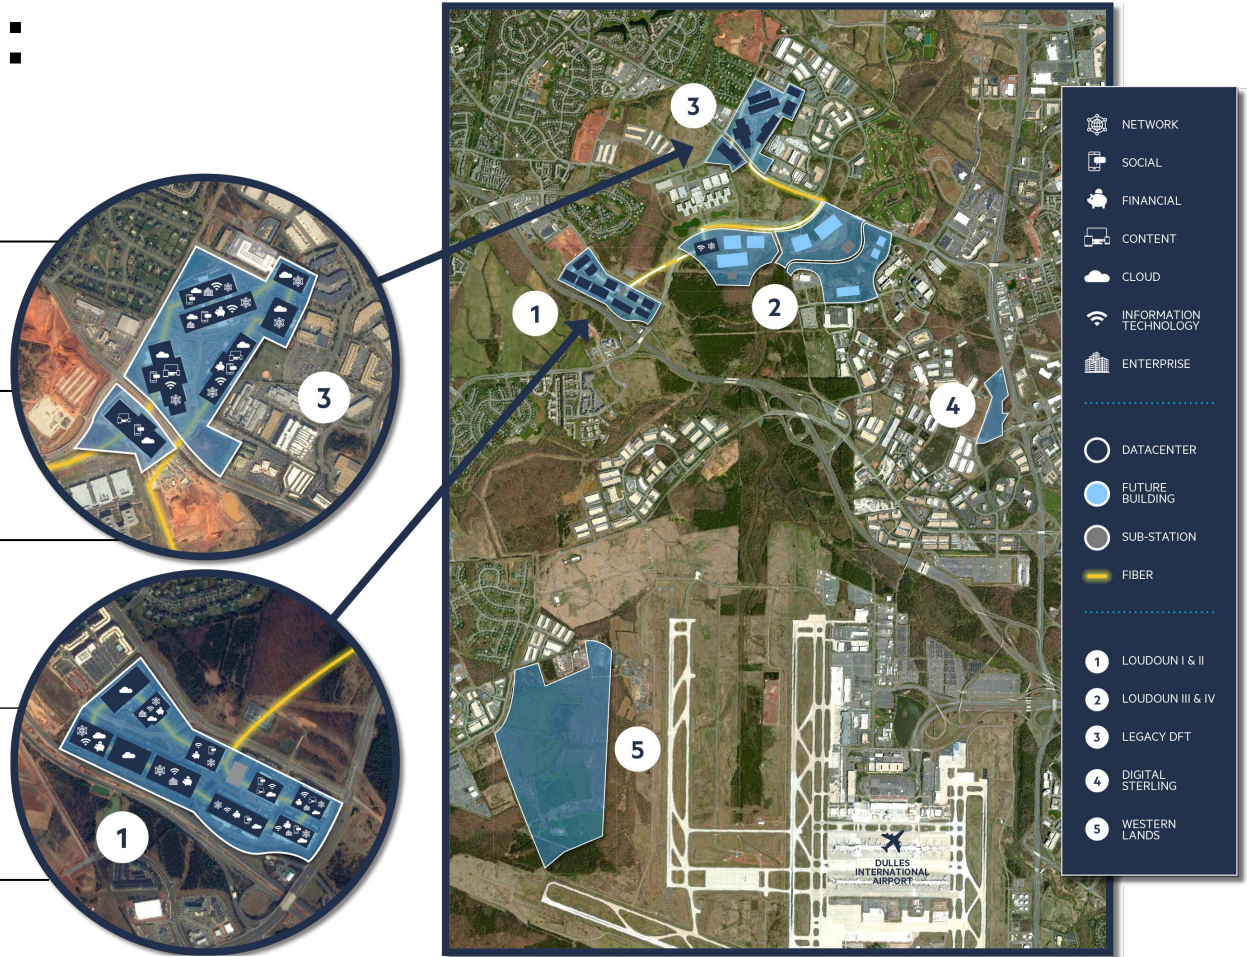 3
1
2
4
5
3
1
DULLES
INTERNATIONAL
AIRPORT
NETWORK
SOCIAL
FINANCIAL
CONTENT
CLOUD
INFORMATION
TECHNOLOGY
ENTERPRISE
DATACENTER
FUTURE
BUILDING
SUB-STATION
FIBER
1 LOUDOUN I & II
2 LOUDOUN III & IV
3 LEGACY DFT
4 DIGITAL
STERLING
5 WESTERN
LANDS